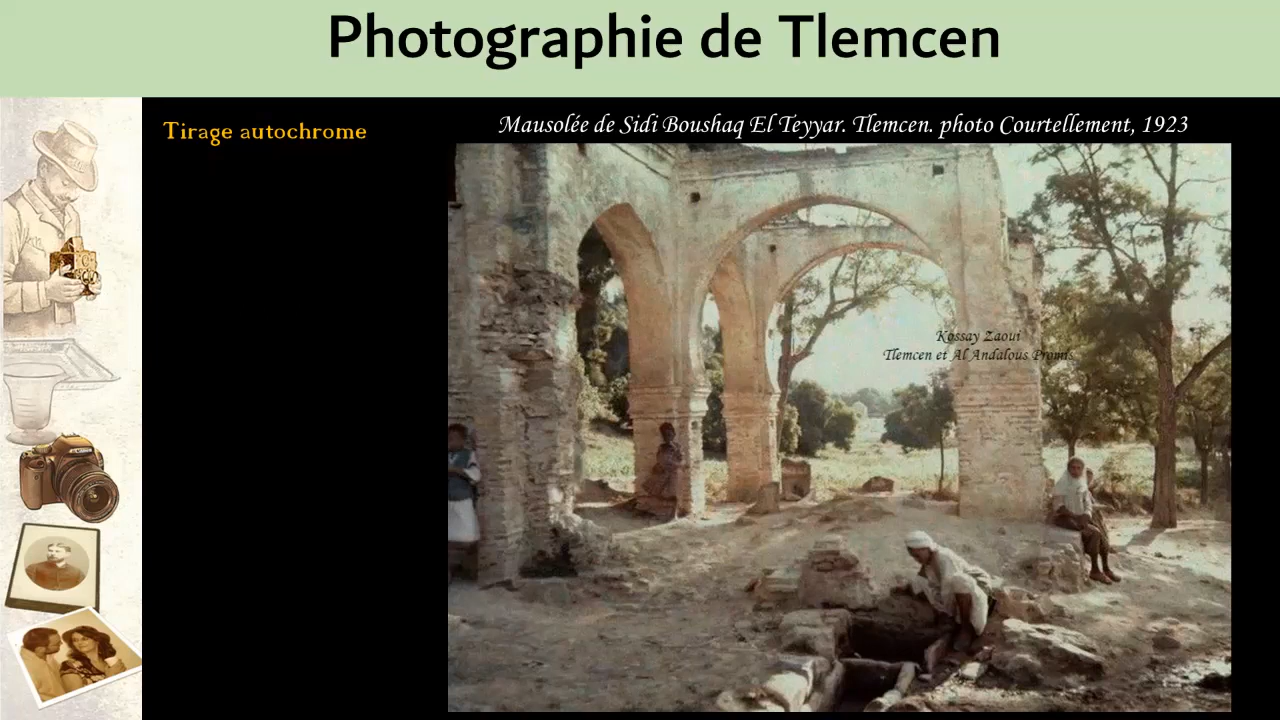 Photographie de Tlemcen
Tirage autochrome
Mausolée de Sidi Boushaq El Teyyar. Tlemcen. photo Courtellement, 1923
Kossay Zaoui
Tlemcen et Al Andalous Promis